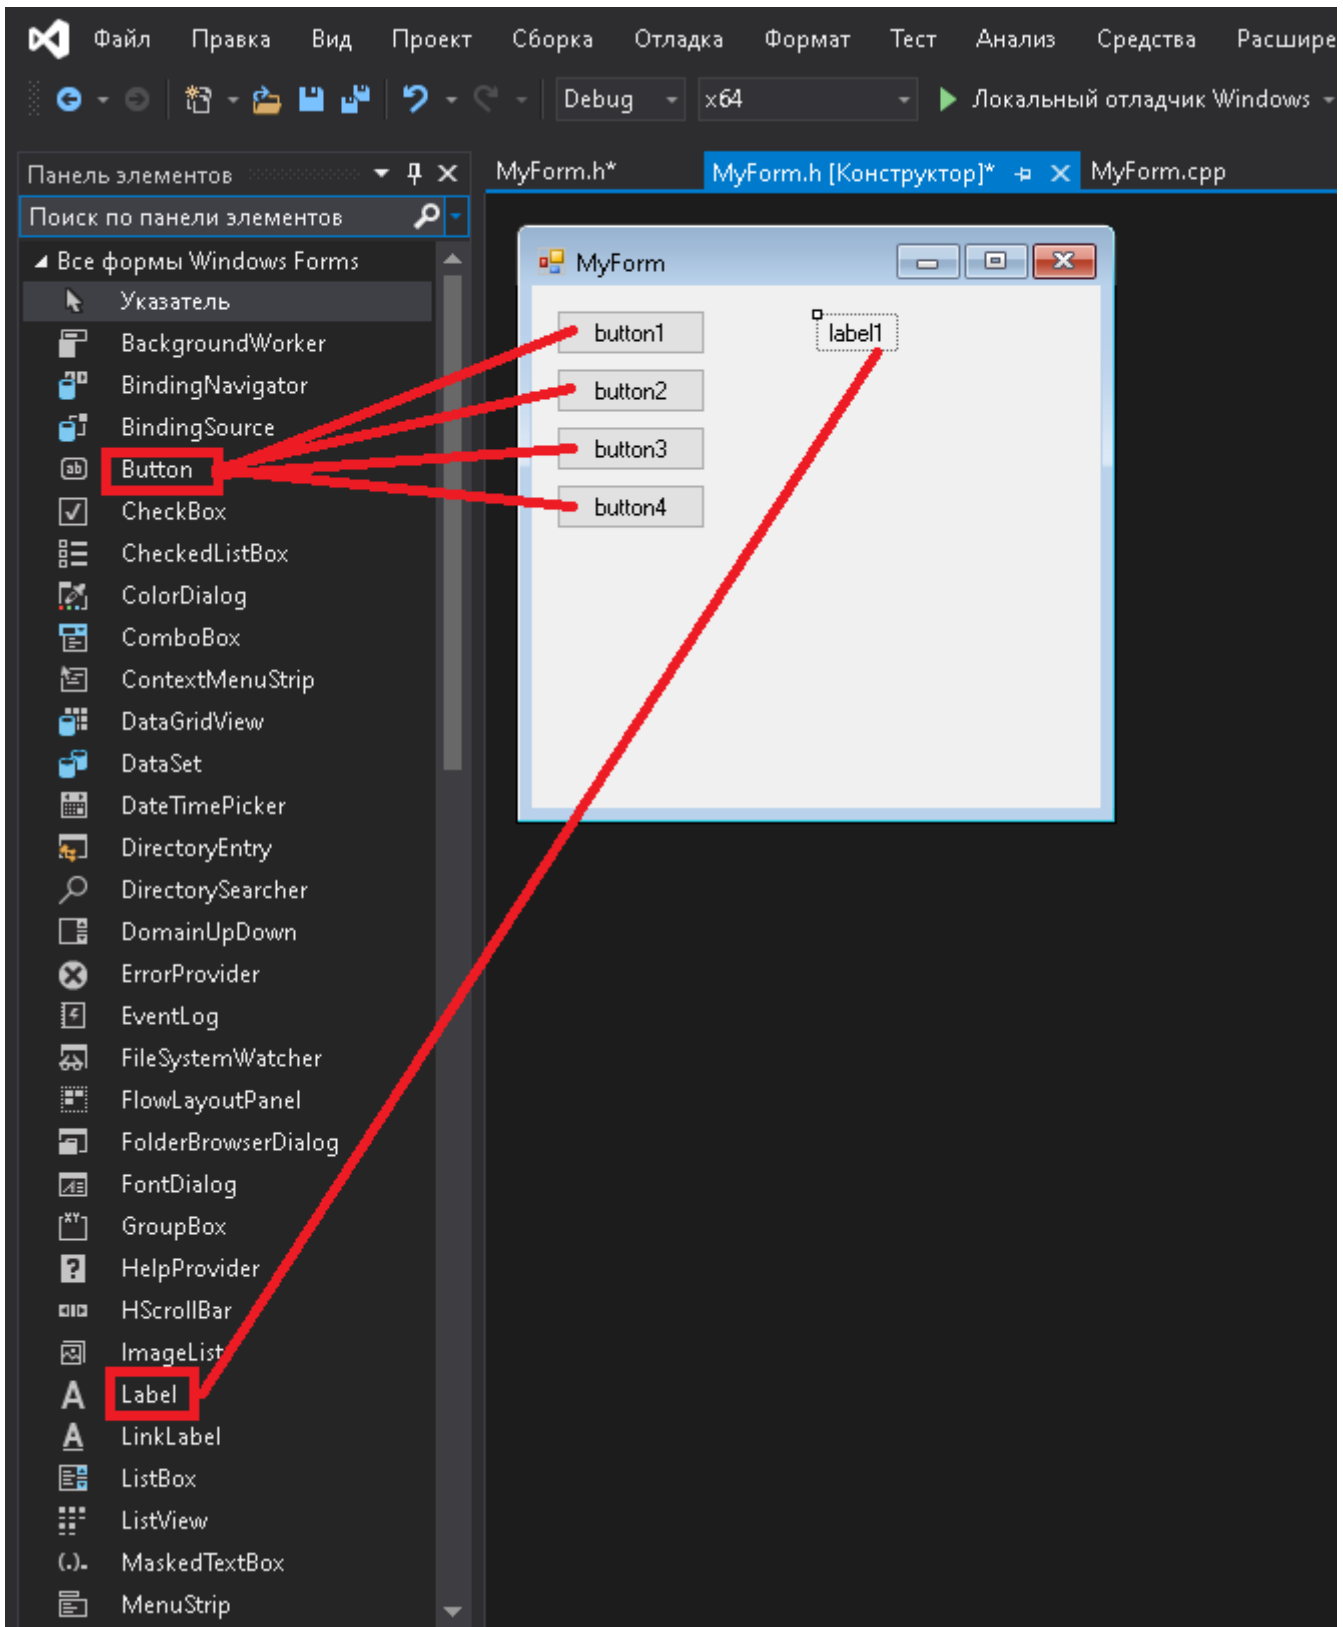 Файл Правка Вид Проект Сборка Отладка Формат Тест Анализ Средства Расшире
Debug x64 Локальный отладчик Windows
Панель элементов
MyForm.h* MyForm.h [Конструктор]* MyForm.cpp
Поиск по панели элементов
Все формы Windows Forms
MyForm
Указатель
button1 label1
BackgroundWorker
BindingNavigator
button2
BindingSource
button3
Button
button4
CheckBox
CheckedListBox
ColorDialog
ComboBox
ContextMenuStrip
DataGridView
DataSet
DateTimePicker
DirectoryEntry
DirectorySearcher
DomainUpDown
ErrorProvider
EventLog
FileSystemWatcher
FlowLayoutPanel
FolderBrowserDialog
FontDialog
GroupBox
HelpProvider
HScrollBar
ImageList
Label
LinkLabel
ListBox
ListView
MaskedTextBox
MenuStrip